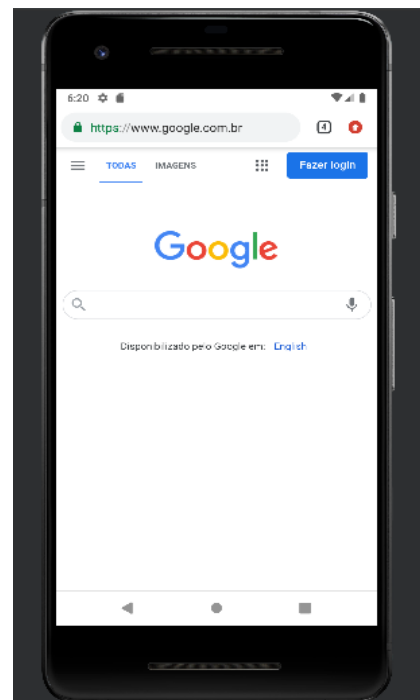 6:20
https://www.google.com.br
4
TODAS IMAGENS Fazer login
Google
Disponibilizado pelo Google em: English